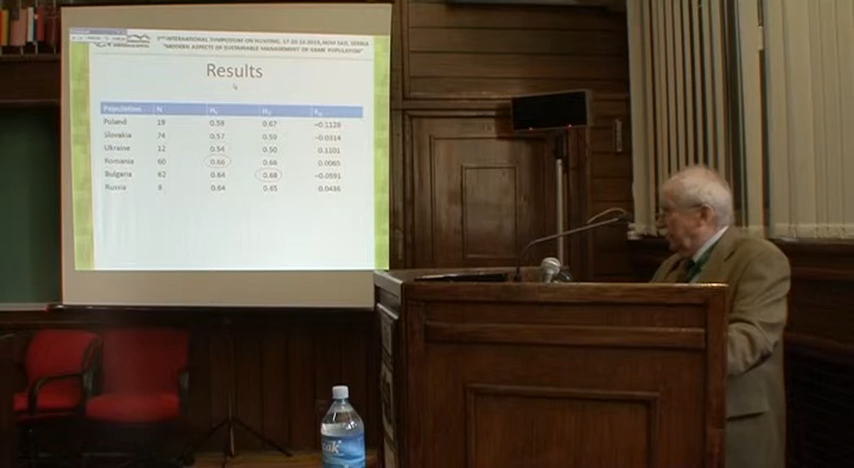 2ND INTERNATIONAL SYMPOSIUM ON HUNTING, 17-20.10.2013, NOVI SAD, SERBIA
"MODERN ASPECTS OF SUSTAINABLE MANAGEMENT OF GAME POPULATION"
Results
Population N
Poland 19 0.58 0.67 −0.1128
Slovakia 74 0.57 0.59 −0.0314
Ukraine 12 0.54 0.50 0.1101
Romania 60 0.66 0.66 0.0065
Bulgaria 62 0.64 0.68 −0.0591
Russia 8 0.64 0.65 0.0436